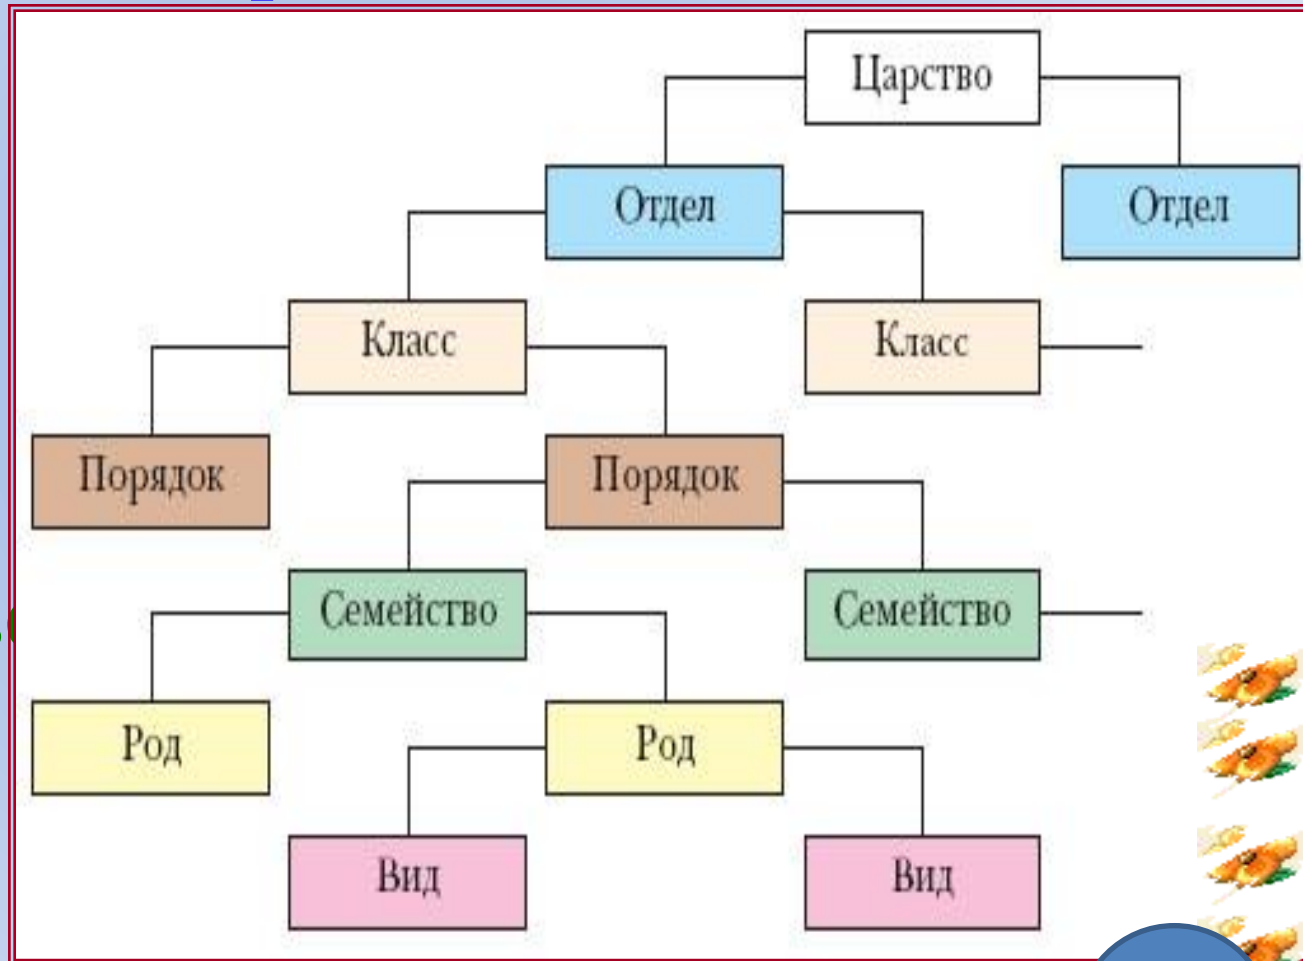 Царство
Отдел Отдел
Класс Класс
Порядок Порядок
Семейство Семейство
Род Род
Вид Вид